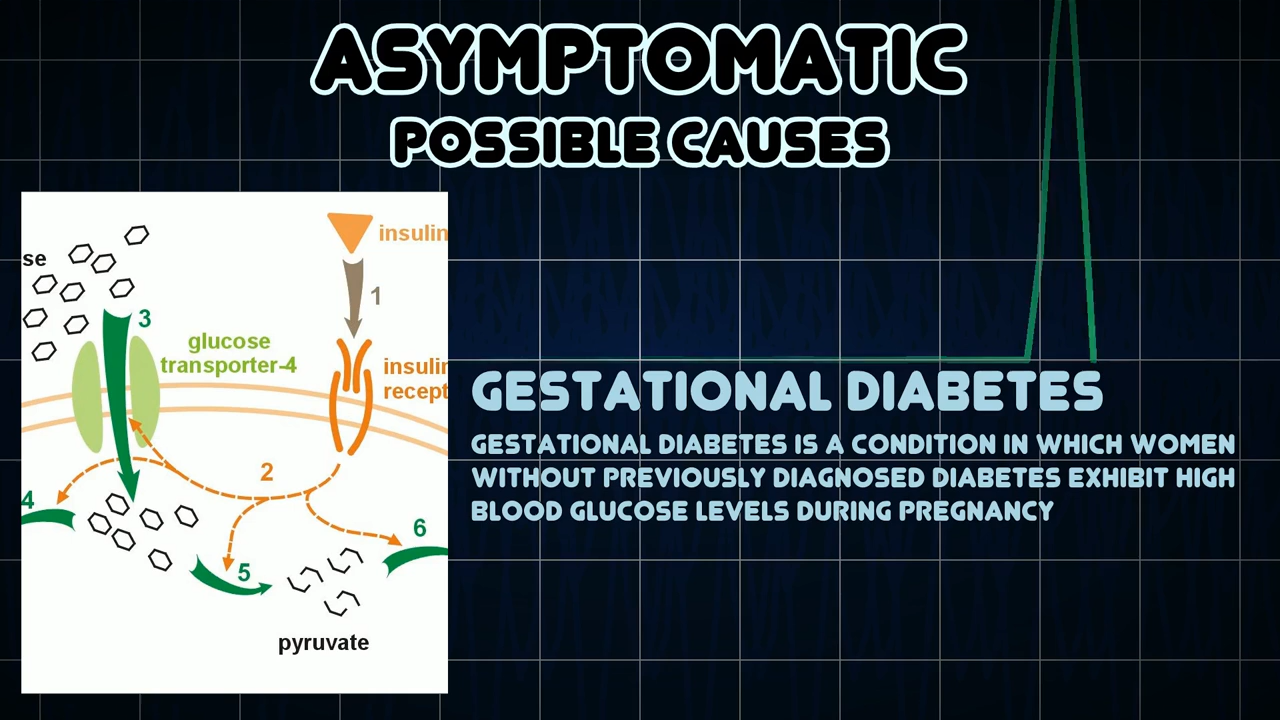 ASYMPTOMATIC
POSSIBLE CAUSES
se
insulin
1
3
glucose
transporter-4
insulin
recept
GESTATIONAL DIABETES
GESTATIONAL DIABETES IS A CONDITION IN WHICH WOMEN
WITHOUT PREVIOUSLY DIAGNOSED DIABETES EXHIBIT HIGH
BLOOD GLUCOSE LEVELS DURING PREGNANCY
2
4
6
5
pyruvate